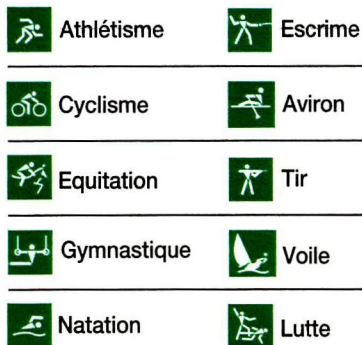 Athlétisme
Escrime
Cyclisme
Aviron
Equitation
Tir
Gymnastique
Voile
Natation
Lutte